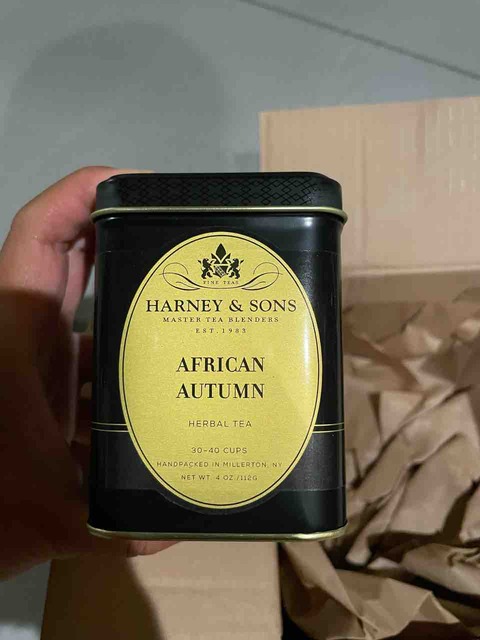 FINE TEAS
HARNEY & SONS
MASTER TEA BLENDERS
EST. 1983
AFRICAN
AUTUMN
HERBAL TEA
30-40 CUPS
HANDPACKED IN MILLERTON, NY
NET WT. 4 OZ /112G